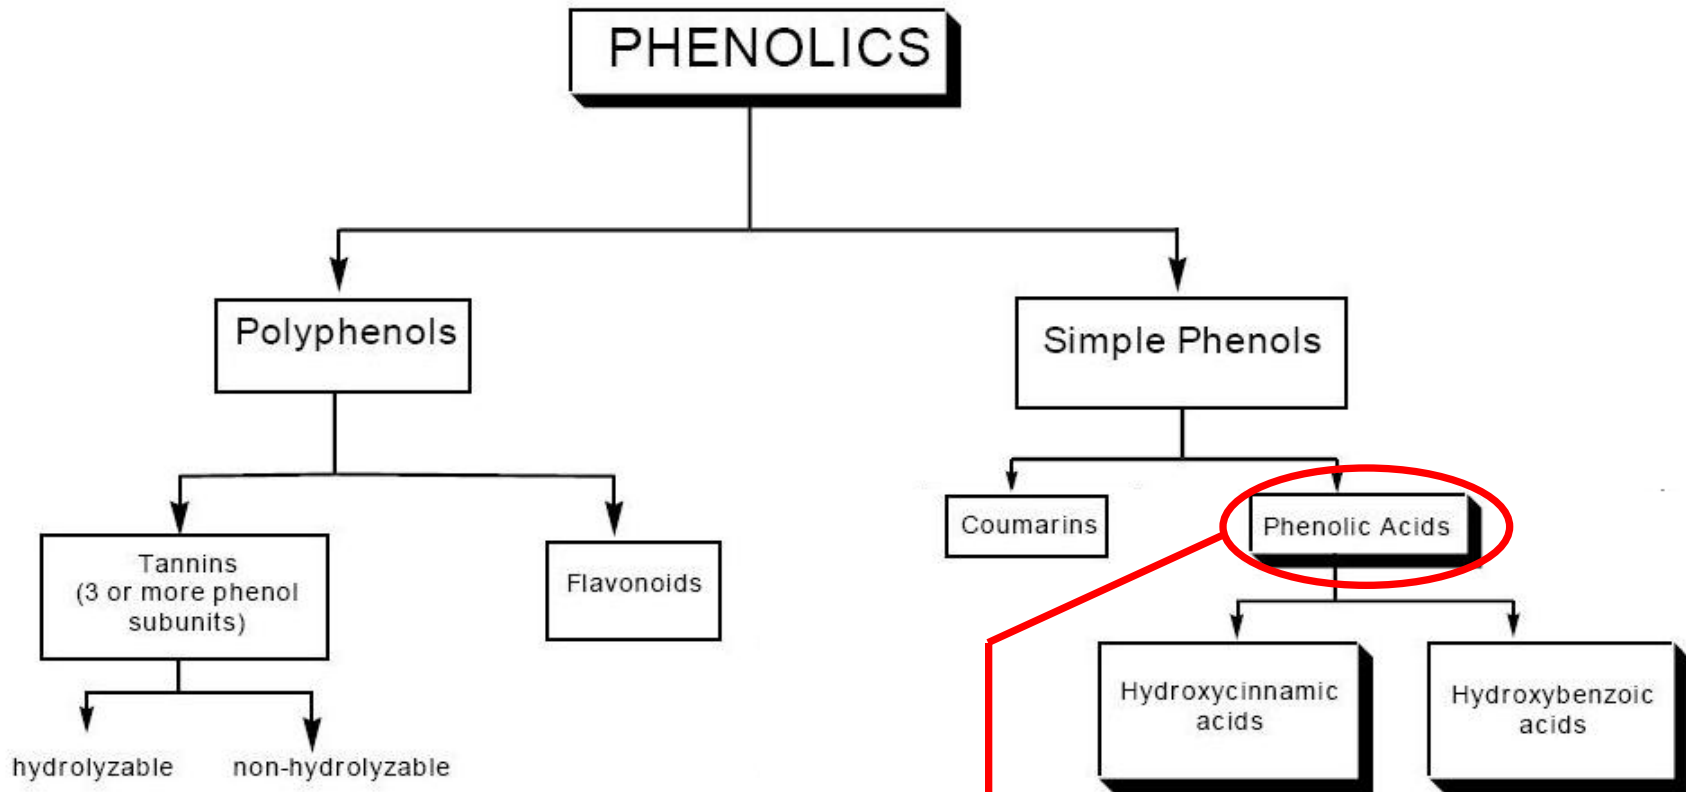 PHENOLICS
Polyphenols
Simple Phenols
Coumarins
Phenolic Acids
Tannins
(3 or more phenol
subunits)
Flavonoids
Hydroxycinnamic
acids
Hydroxybenzoic
acids
hydrolyzable
non-hydrolyzable